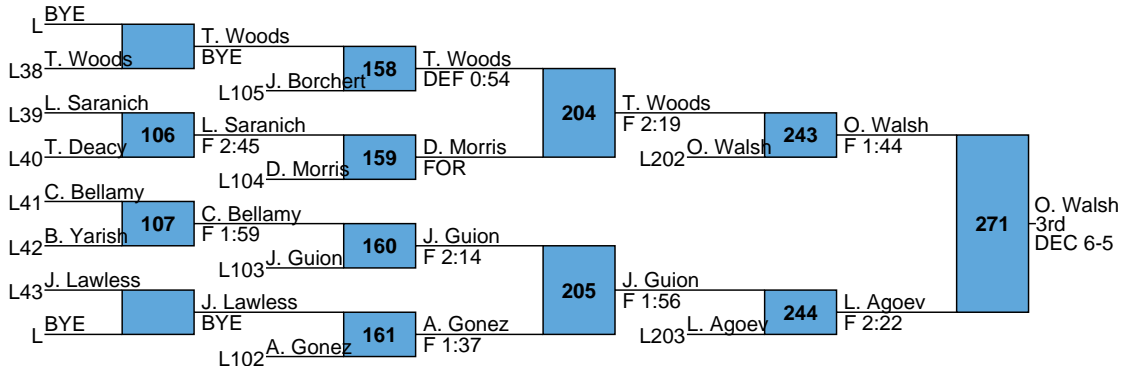 L BYE
L38 T. Woods
T. Woods
BYE
L105 J. Borchert
158
T. Woods
DEF 0:54
L39 L. Saranich
L40 T. Deacy
106
L. Saranich
F 2:45
L104 D. Morris
159
D. Morris
FOR
204
T. Woods
F 2:19
L202 O. Walsh
243
O. Walsh
F 1:44
L41 C. Bellamy
L42 B. Yarish
107
C. Bellamy
F 1:59
L103 J. Guion
160
J. Guion
F 2:14
L43 J. Lawless
L BYE
J. Lawless
BYE
L102 A. Gonez
161
A. Gonez
F 1:37
205
J. Guion
F 1:56
L203 L. Agoev
244
L. Agoev
F 2:22
271
O. Walsh
3rd
DEC 6-5